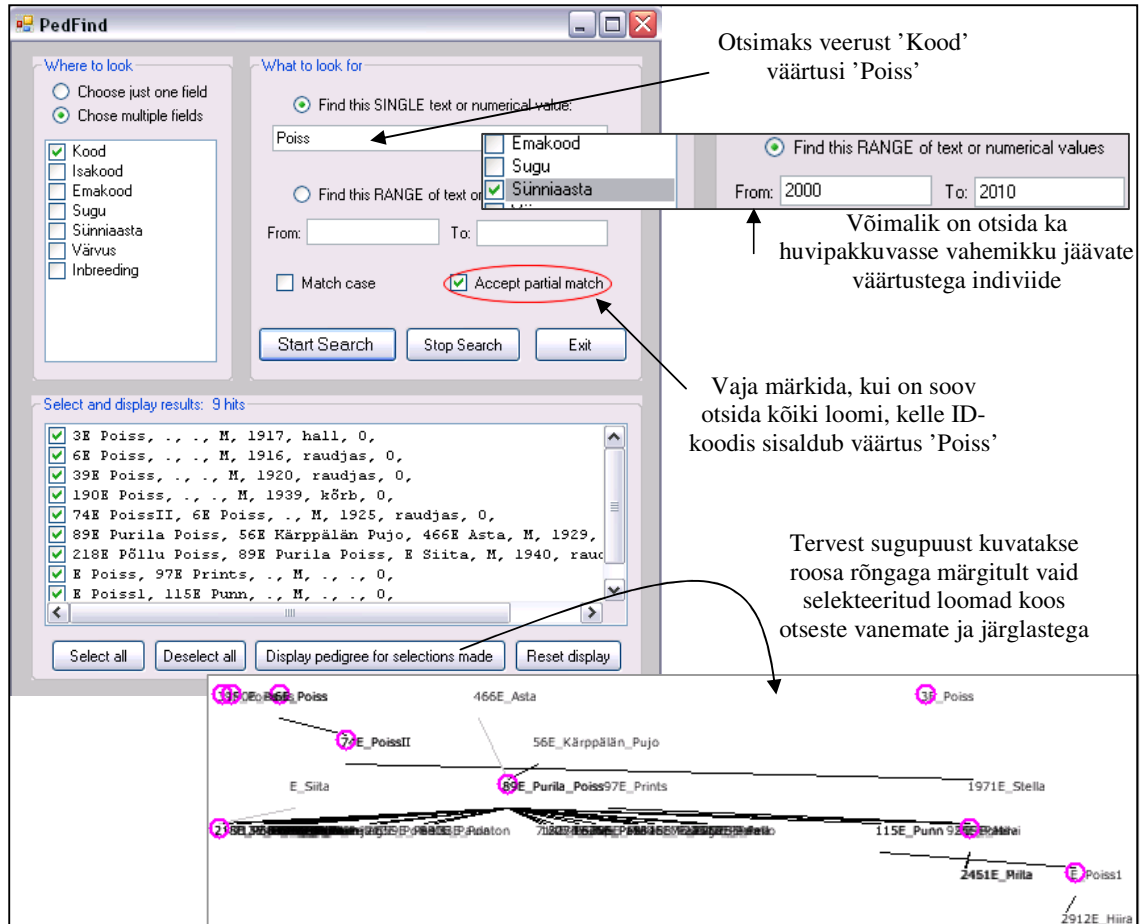 PedFind
Where to look
Choose just one field
Chose multiple fields
Kood
Isakood
Emakood
Sugu
Sünniaasta
Värvus
Inbreeding
What to look for
Find this SINGLE text or numerical value:
Poiss
Find this RANGE of text or
From:
To:
Match case
Accept partial match
Start Search
Stop Search
Exit
Otsimaks veerust ’Kood’
väärtusi ’Poiss’
Emakood
Sugu
Sünniaasta
Find this RANGE of text or numerical values
From: 2000
To: 2010
Võimalik on otsida ka
huvipakkuvasse vahemikku jäävate
väärtustega indiviide
Vaja märkida, kui on soov
otsida kõiki loomi, kelle ID-
koodis sisaldub väärtus ’Poiss’
Select and display results: 9 hits
3E Poiss, ., ., M, 1917, hall, 0,
6E Poiss, ., ., M, 1916, raudjas, 0,
39E Poiss, ., ., M, 1920, raudjas, 0,
190E Poiss, ., ., M, 1939, kõrb, 0,
74E PoissII, 6E Poiss, ., M, 1925, raudjas, 0,
89E Purila Poiss, 56E Kärppälän Pujo, 466E Asta, M, 1929,
218E Põllu Poiss, 89E Purila Poiss, E Siita, M, 1940, raud
E Poiss, 97E Prints, ., M, ., ., 0,
E Poiss1, 115E Punn, ., M, ., ., 0,
Select all
Deselect all
Display pedigree for selections made
Reset display
Tervest sugupuust kuvatakse
roosa rõngaga märgitult vaid
selekteeritud loomad koos
otseste vanemate ja järglastega
6E_Poiss
466E_Asta
3E_Poiss
74E_PoissII
56E_Kärppälän_Pujo
E_Siita
89E_Purila_Poiss
97E_Prints
1971E_Stella
115E_Punn
2451E_Milla
E_Poiss1
2912E_Hiira